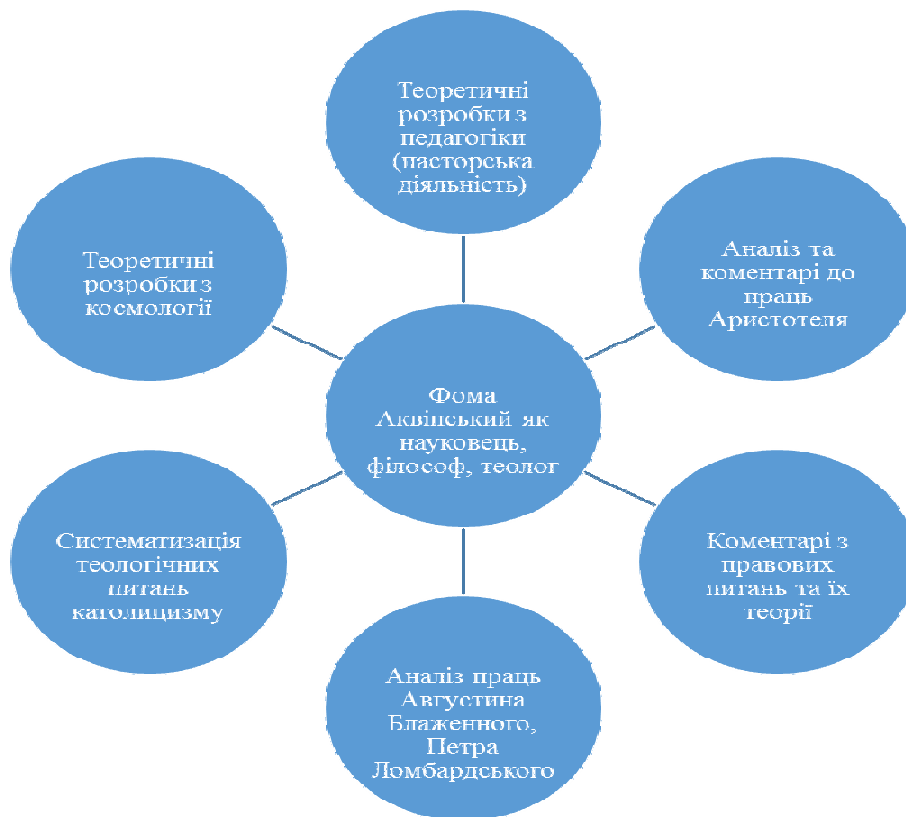 Теоретичні
розробки з
педагогіки
(пасторська
діяльність)
Аналіз та
коментарі до
праць
Аристотеля
Коментарі з
правових
питань та їх
теорії
Аналіз праць
Августина
Блаженного,
Петра
Ломбардського
Систематизація
теологічних
питань
католицизму
Теоретичні
розробки з
космології
Фома
Аквінський як
науковець,
філософ, теолог